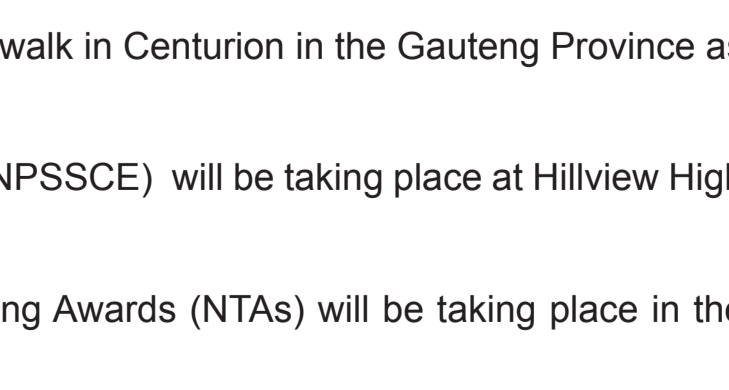 walk in Centurion in the Gauteng Province as
NPSSCE)  will be taking place at Hillview High
ng Awards (NTAs) will be taking place in the